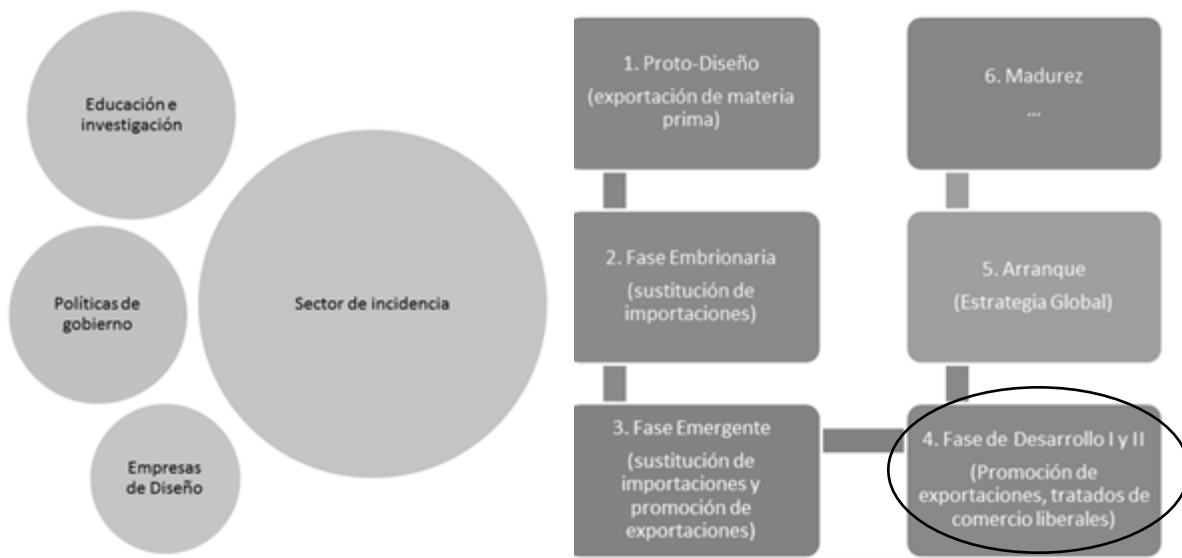 Educación e
investigación
Políticas de
gobierno
Empresas
de Diseño
Sector de incidencia
1. Proto-Diseño
(exportación de materia
prima)
2. Fase Embrionaria
(sustitución de
importaciones)
3. Fase Emergente
(sustitución de
importaciones y
promoción de
exportaciones)
4. Fase de Desarrollo I y II
(Promoción de
exportaciones, tratados de
comercio liberales)
5. Arranque
(Estrategia Global)
6. Madurez
...